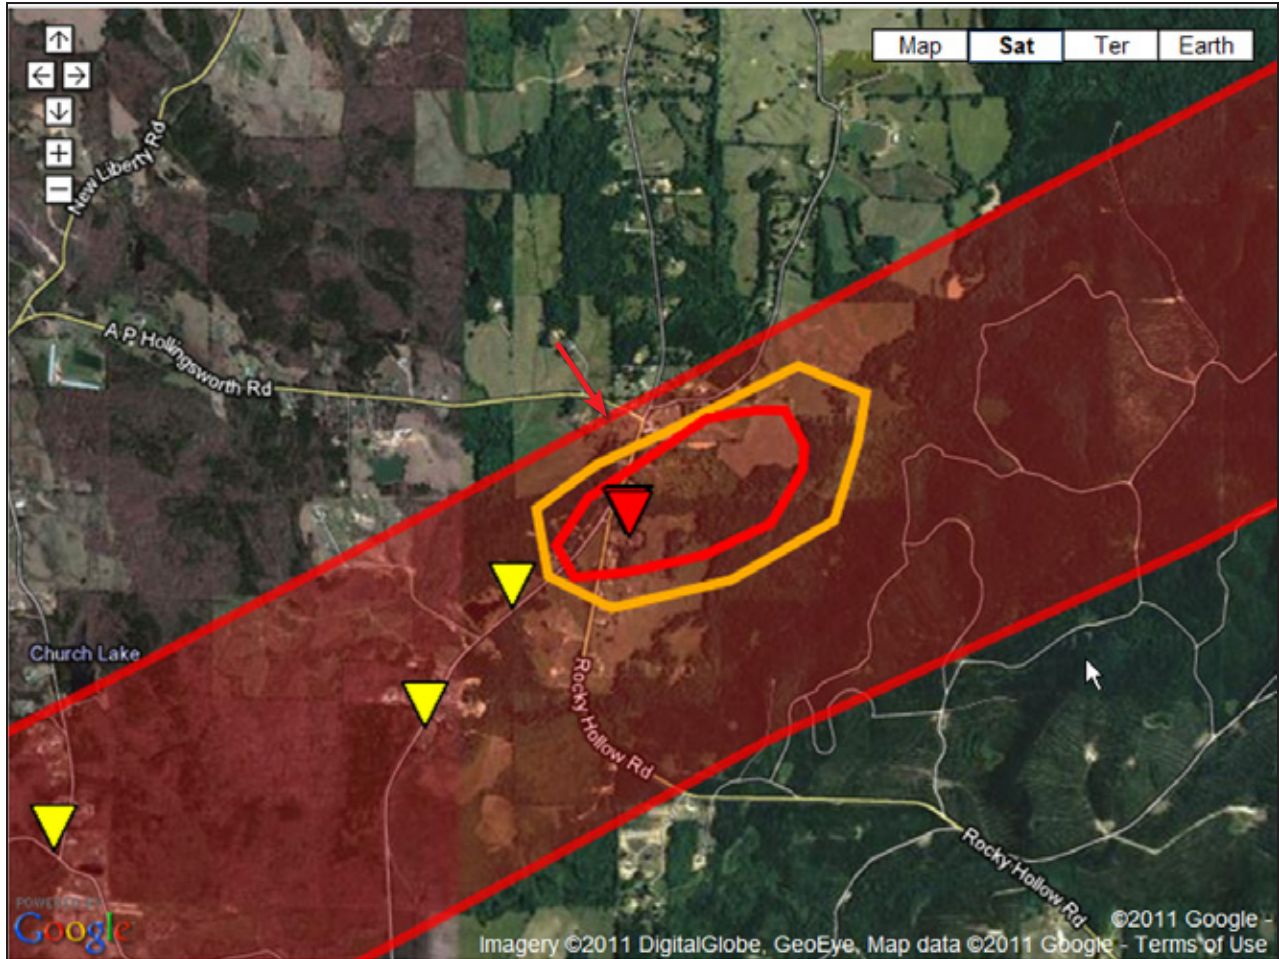 Map
Sat
Ter
Earth
New Liberty Rd
A P Hollingsworth Rd
Church Lake
Rocky Hollow Rd
Rocky Hollow Rd
POWERED BY
Google
©2011 Google -
Imagery ©2011 DigitalGlobe, GeoEye, Map data ©2011 Google - Terms of Use